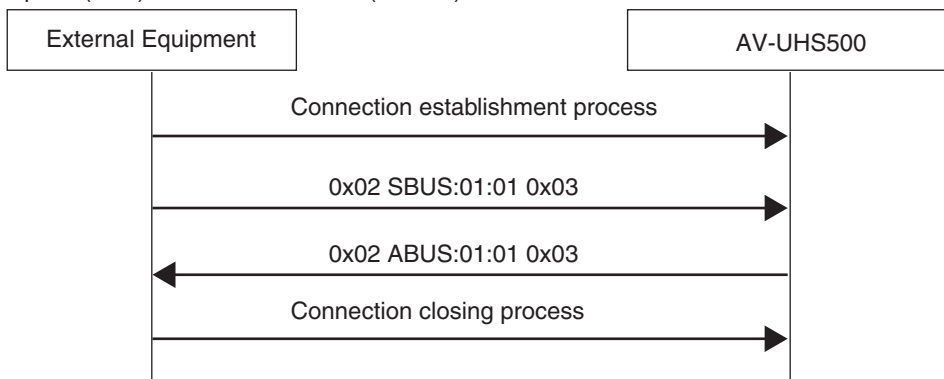 External Equipment
AV-UHS500
Connection establishment process
0x02 SBUS:01:01 0x03
0x02 ABUS:01:01 0x03
Connection closing process